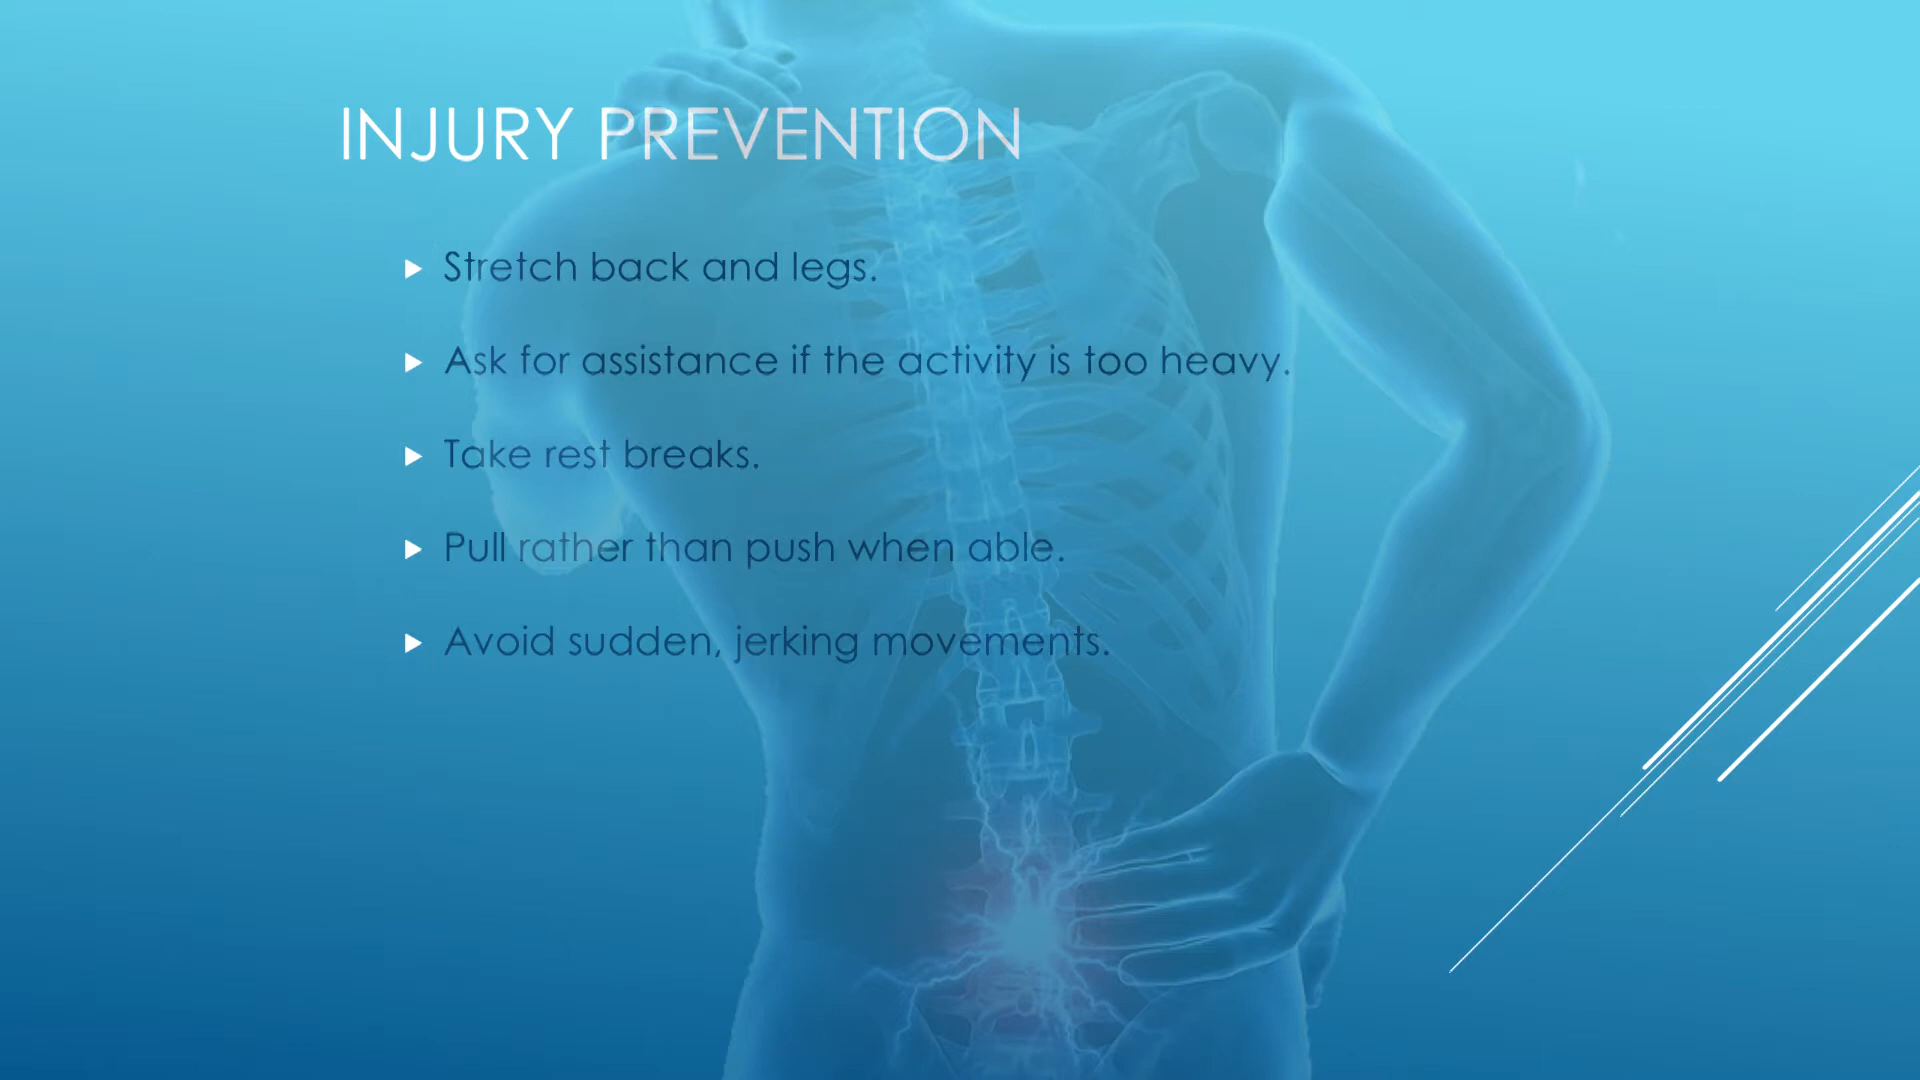 INJURY PREVENTION
Stretch back and legs.
Ask for assistance if the activity is too heavy.
Take rest breaks.
Pull rather than push when able.
Avoid sudden, jerking movements.